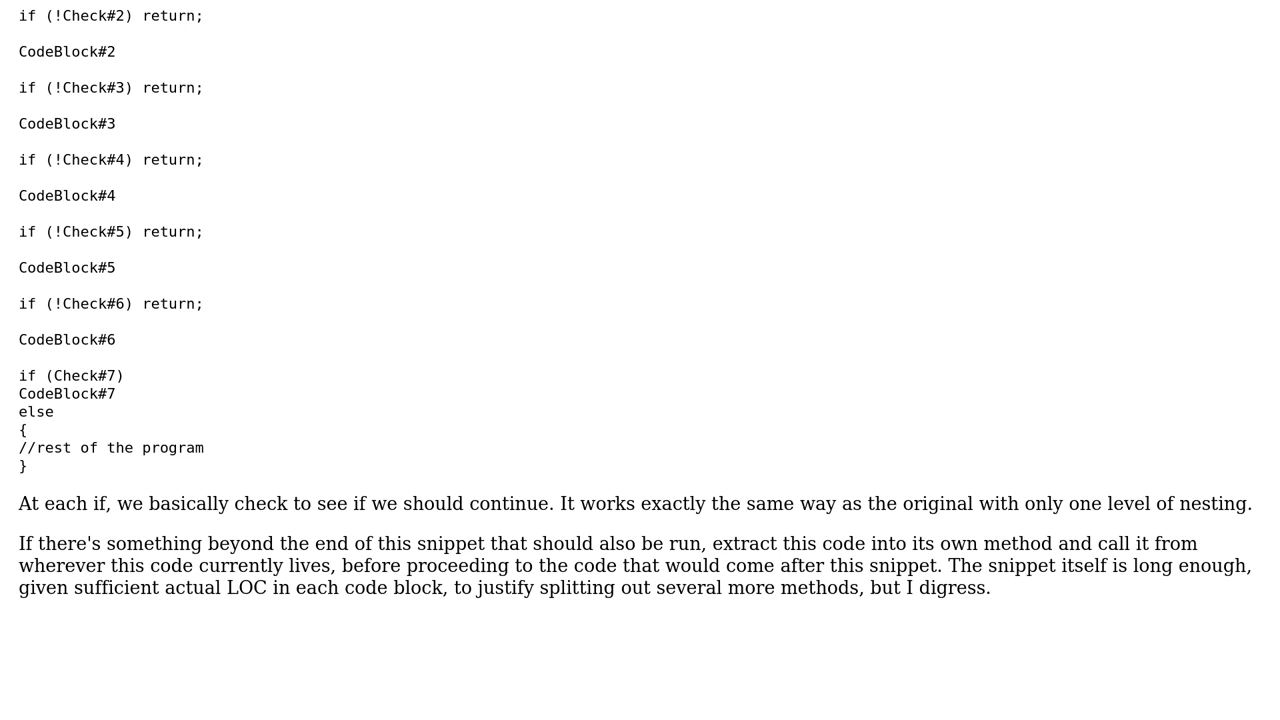 if (!Check#2) return;
CodeBlock#2
if (!Check#3) return;
CodeBlock#3
if (!Check#4) return;
CodeBlock#4
if (!Check#5) return;
CodeBlock#5
if (!Check#6) return;
CodeBlock#6
if (Check#7)
CodeBlock#7
else
{
//rest of the program
}
At each if, we basically check to see if we should continue. It works exactly the same way as the original with only one level of nesting.
If there's something beyond the end of this snippet that should also be run, extract this code into its own method and call it from
wherever this code currently lives, before proceeding to the code that would come after this snippet. The snippet itself is long enough,
given sufficient actual LOC in each code block, to justify splitting out several more methods, but I digress.